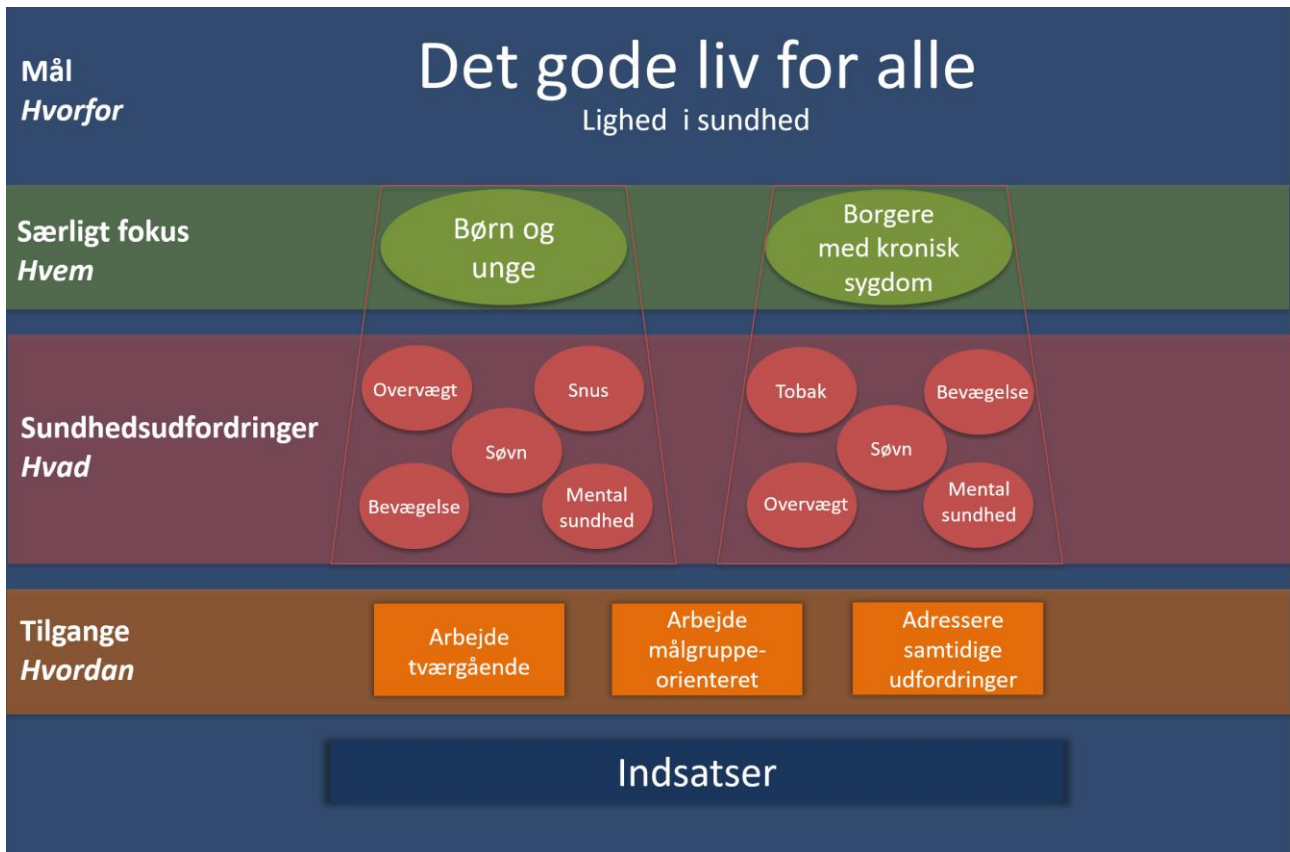 Mål
Hvorfor
Det gode liv for alle
Lighed i sundhed
Særligt fokus
Hvem
Børn og
unge
Borgere
med kronisk
sygdom
Sundhedsudfordringer
Hvad
Overvægt
Snus
Søvn
Bevægelse
Mental
sundhed
Tobak
Bevægelse
Søvn
Overvægt
Mental
sundhed
Tilgange
Hvordan
Arbejde
tværgående
Arbejde
målgruppe-
orienteret
Adressere
samtidige
udfordringer
Indsatser